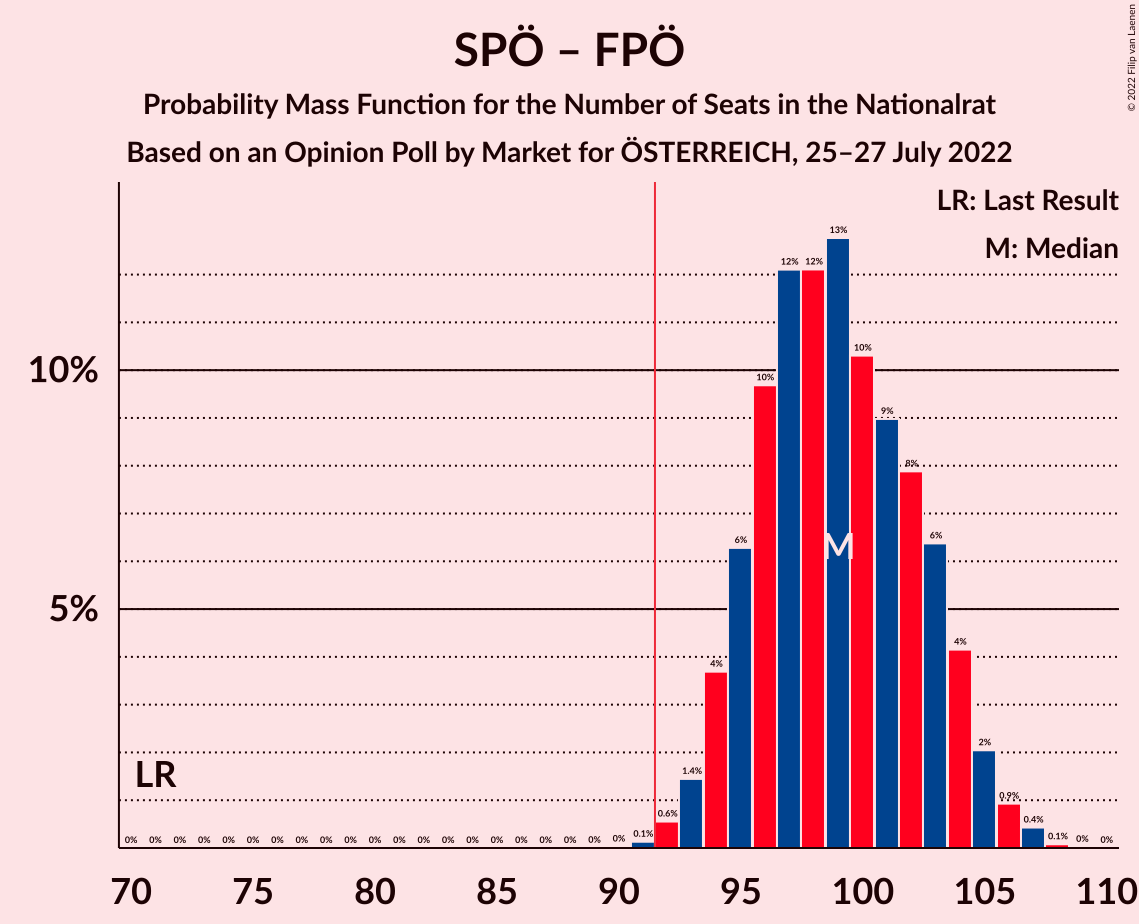 SPÖ – FPÖ
Probability Mass Function for the Number of Seats in the Nationalrat
Based on an Opinion Poll by Market for ÖSTERREICH, 25–27 July 2022
© 2022 Filip van Laenen
LR: Last Result
M: Median
10%
5%
LR
M
0% 0% 0% 0% 0% 0% 0% 0% 0% 0% 0% 0% 0% 0% 0% 0% 0% 0% 0% 0% 0% 0.1% 0.6% 1.4% 4% 6% 10% 12% 12% 13% 10% 9% 8% 6% 4% 2% 0.9% 0.4% 0.1% 0% 0%
70 75 80 85 90 95 100 105 110